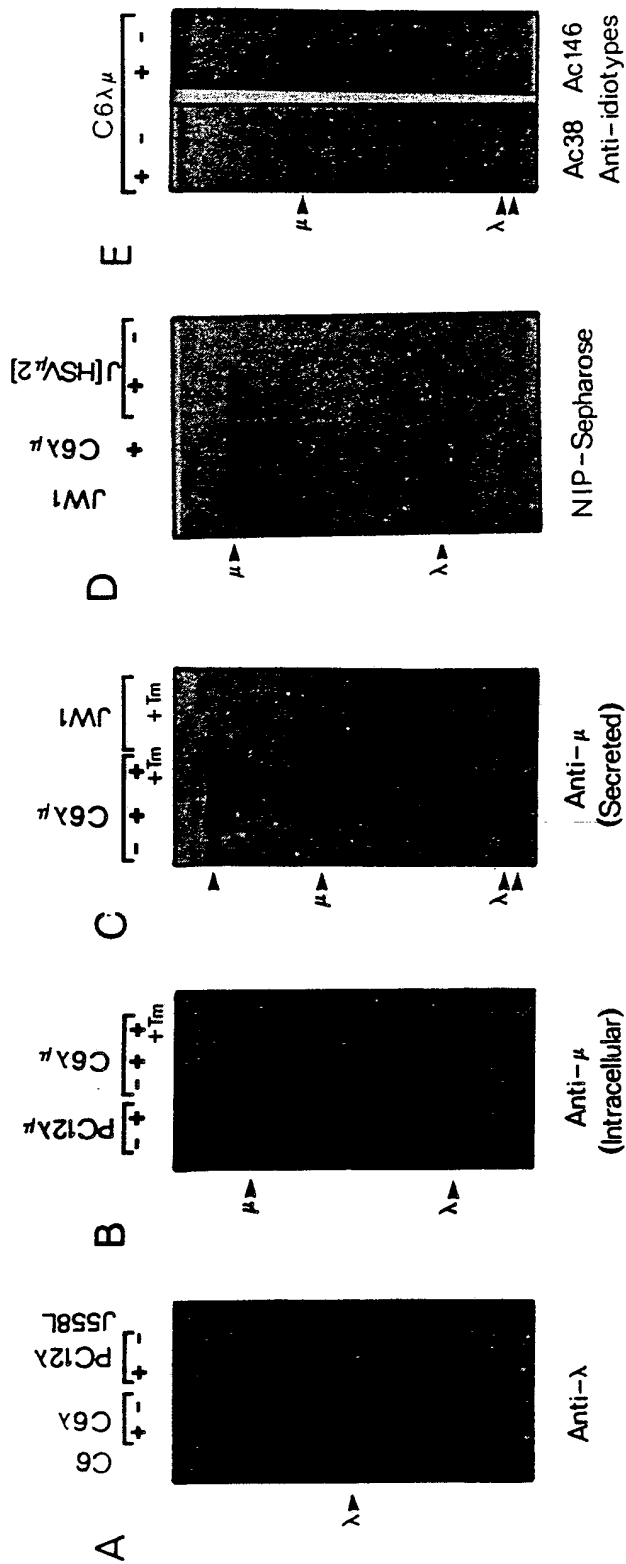 A
C6 C6λ PC12λ J558L
+ - + -
λ
Anti-λ
B
PC12λμ C6λμ
- + - + +
+Tm
μ
λ
Anti-μ
(Intracellular)
C
C6λμ JW1
- + +
+Tm +Tm
μ
λ
Anti-μ
(Secreted)
D
JW1 C6λμ J[HSVμ2]
+ + -
μ
λ
NIP-Sepharose
E
C6λμ
+ - + -
μ
λ
Ac38 Ac146
Anti-idiotypes